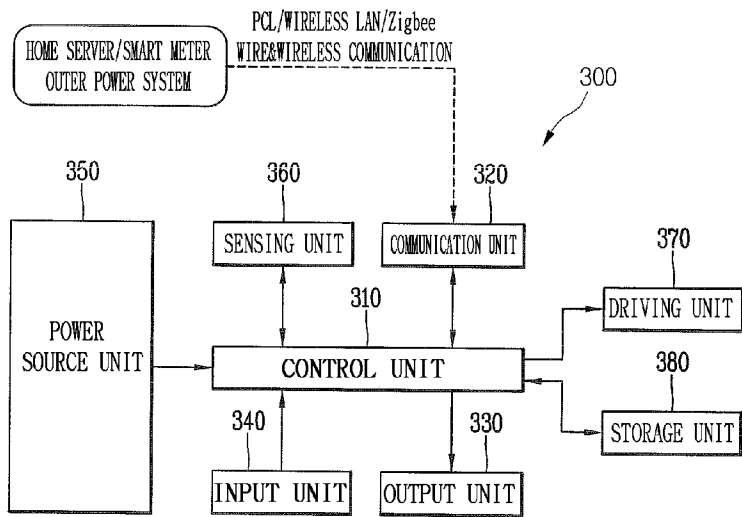 PCL/WIRELESS LAN/Zigbee
WIRE&WIRELESS COMMUNICATION
HOME SERVER/SMART METER
OUTER POWER SYSTEM
300
350
360
320
SENSING UNIT
COMMUNICATION UNIT
370
DRIVING UNIT
310
POWER
SOURCE UNIT
CONTROL UNIT
380
STORAGE UNIT
340
330
INPUT UNIT
OUTPUT UNIT